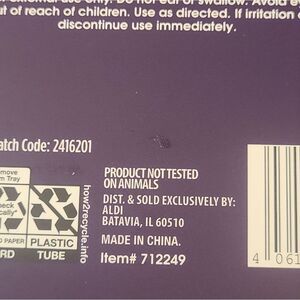 external use only. Do not eat or swallow. Avoid
ut of reach of children. Use as directed. If irritation
discontinue use immediately.
atch Code: 2416201
emove
m Tray
heck
ally*
PAPER
RD
PLASTIC
TUBE
how2recycle.info
PRODUCT NOT TESTED
ON ANIMALS
DIST. & SOLD EXCLUSIVELY BY:
ALDI
BATAVIA, IL 60510
MADE IN CHINA.
Item# 712249
4 061